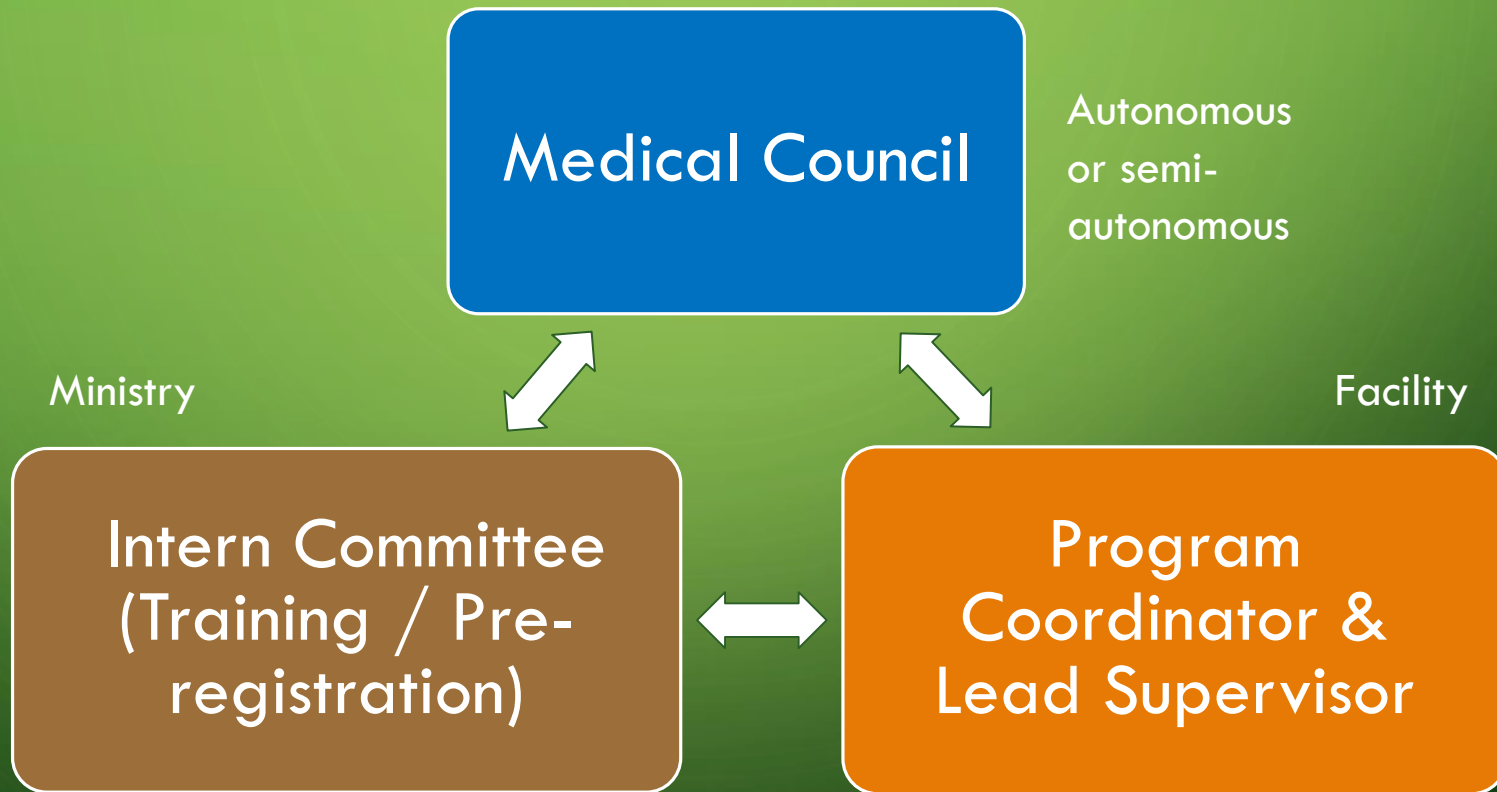 Medical Council
Autonomous
or semi-
autonomous
Ministry
Facility
Intern Committee
(Training / Pre-
registration)
Program
Coordinator &
Lead Supervisor